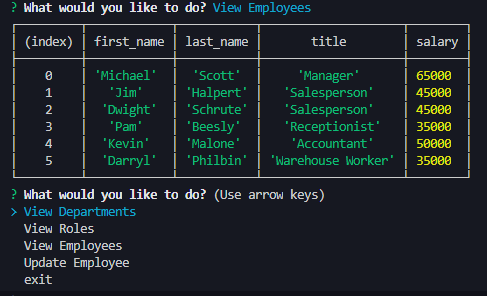 ? What would you like to do? View Employees
(index) first_name last_name title salary
0 'Michael' 'Scott' 'Manager' 65000
1 'Jim' 'Halpert' 'Salesperson' 45000
2 'Dwight' 'Schrute' 'Salesperson' 45000
3 'Pam' 'Beesly' 'Receptionist' 35000
4 'Kevin' 'Malone' 'Accountant' 50000
5 'Darryl' 'Philbin' 'Warehouse Worker' 35000
? What would you like to do? (Use arrow keys)
> View Departments
View Roles
View Employees
Update Employee
exit